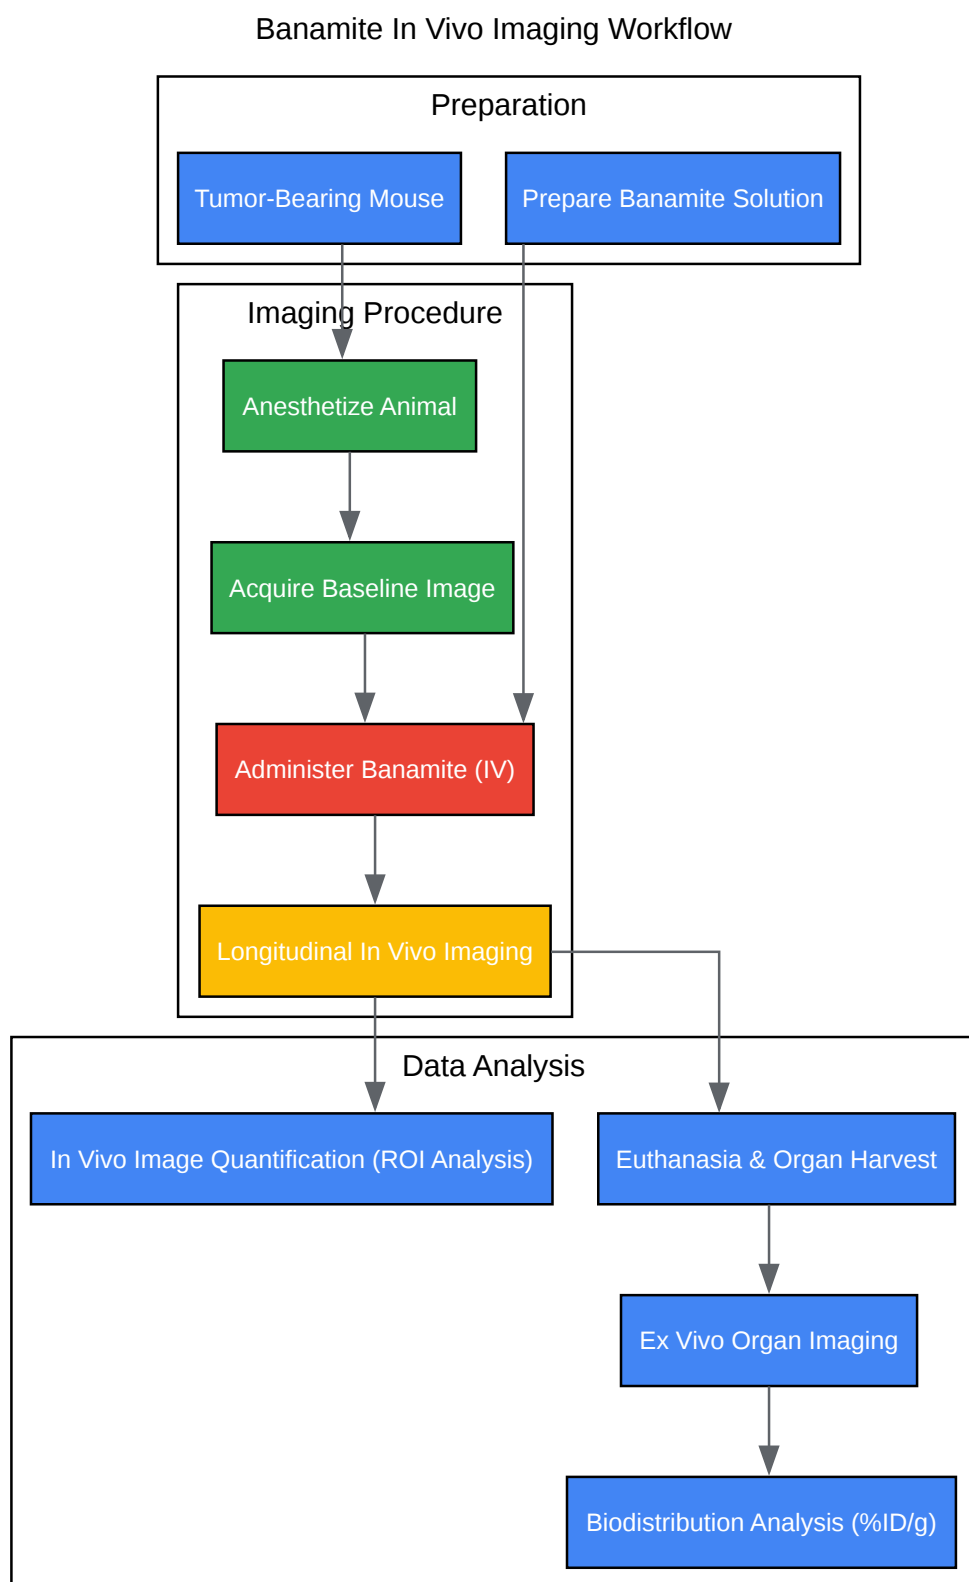 Banamite In Vivo Imaging Workflow
Preparation
Tumor-Bearing Mouse
Prepare Banamite Solution
Imaging Procedure
Anesthetize Animal
Acquire Baseline Image
Administer Banamite (IV)
Longitudinal In Vivo Imaging
Data Analysis
In Vivo Image Quantification (ROI Analysis)
Euthanasia & Organ Harvest
Ex Vivo Organ Imaging
Biodistribution Analysis (%ID/g)